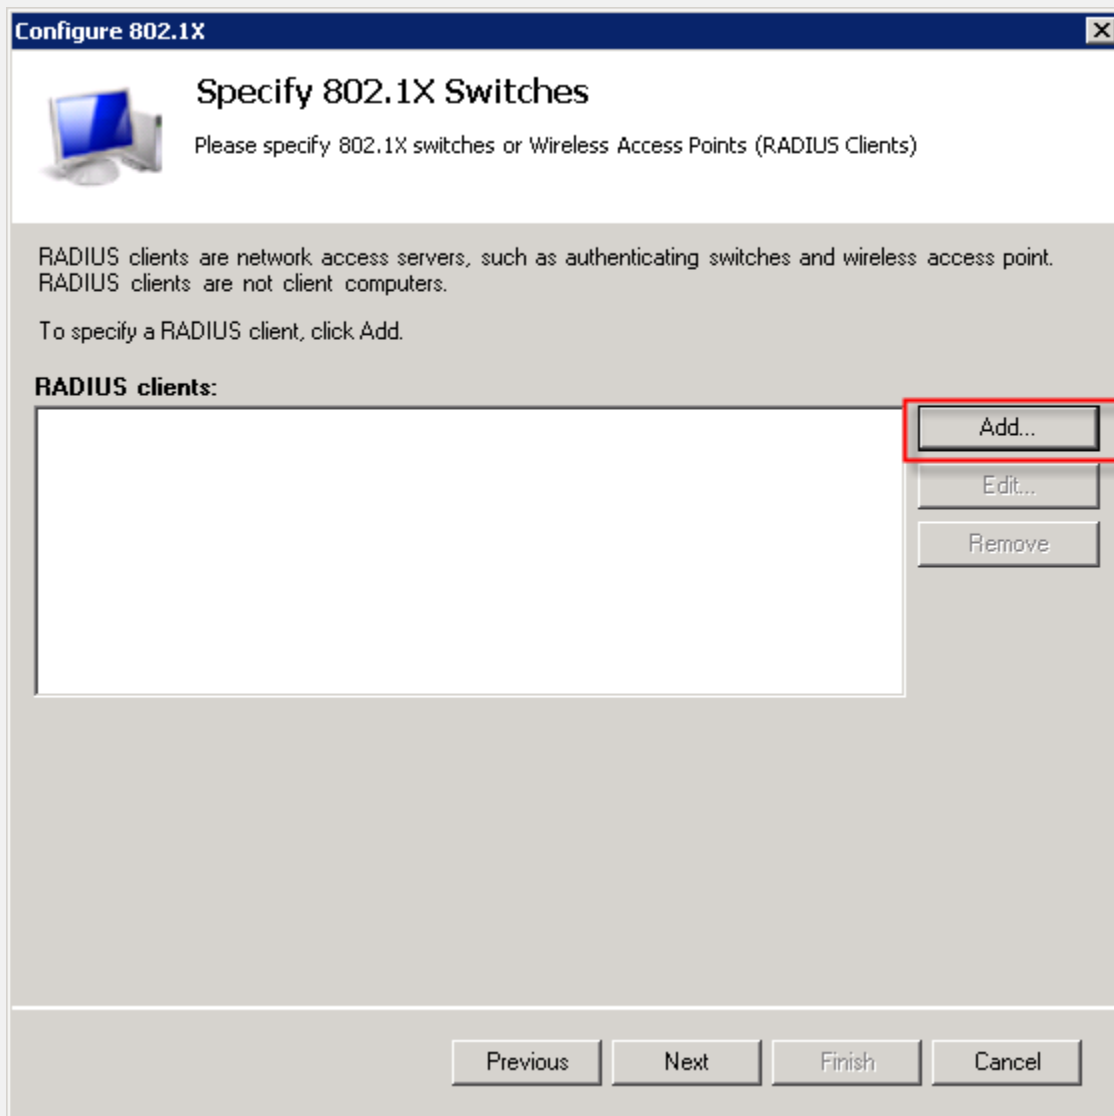 Configure 802.1X
Specify 802.1X Switches
Please specify 802.1X switches or Wireless Access Points (RADIUS Clients)
RADIUS clients are network access servers, such as authenticating switches and wireless access point.
RADIUS clients are not client computers.
To specify a RADIUS client, click Add.
RADIUS clients:
Add...
Edit...
Remove
Previous
Next
Finish
Cancel